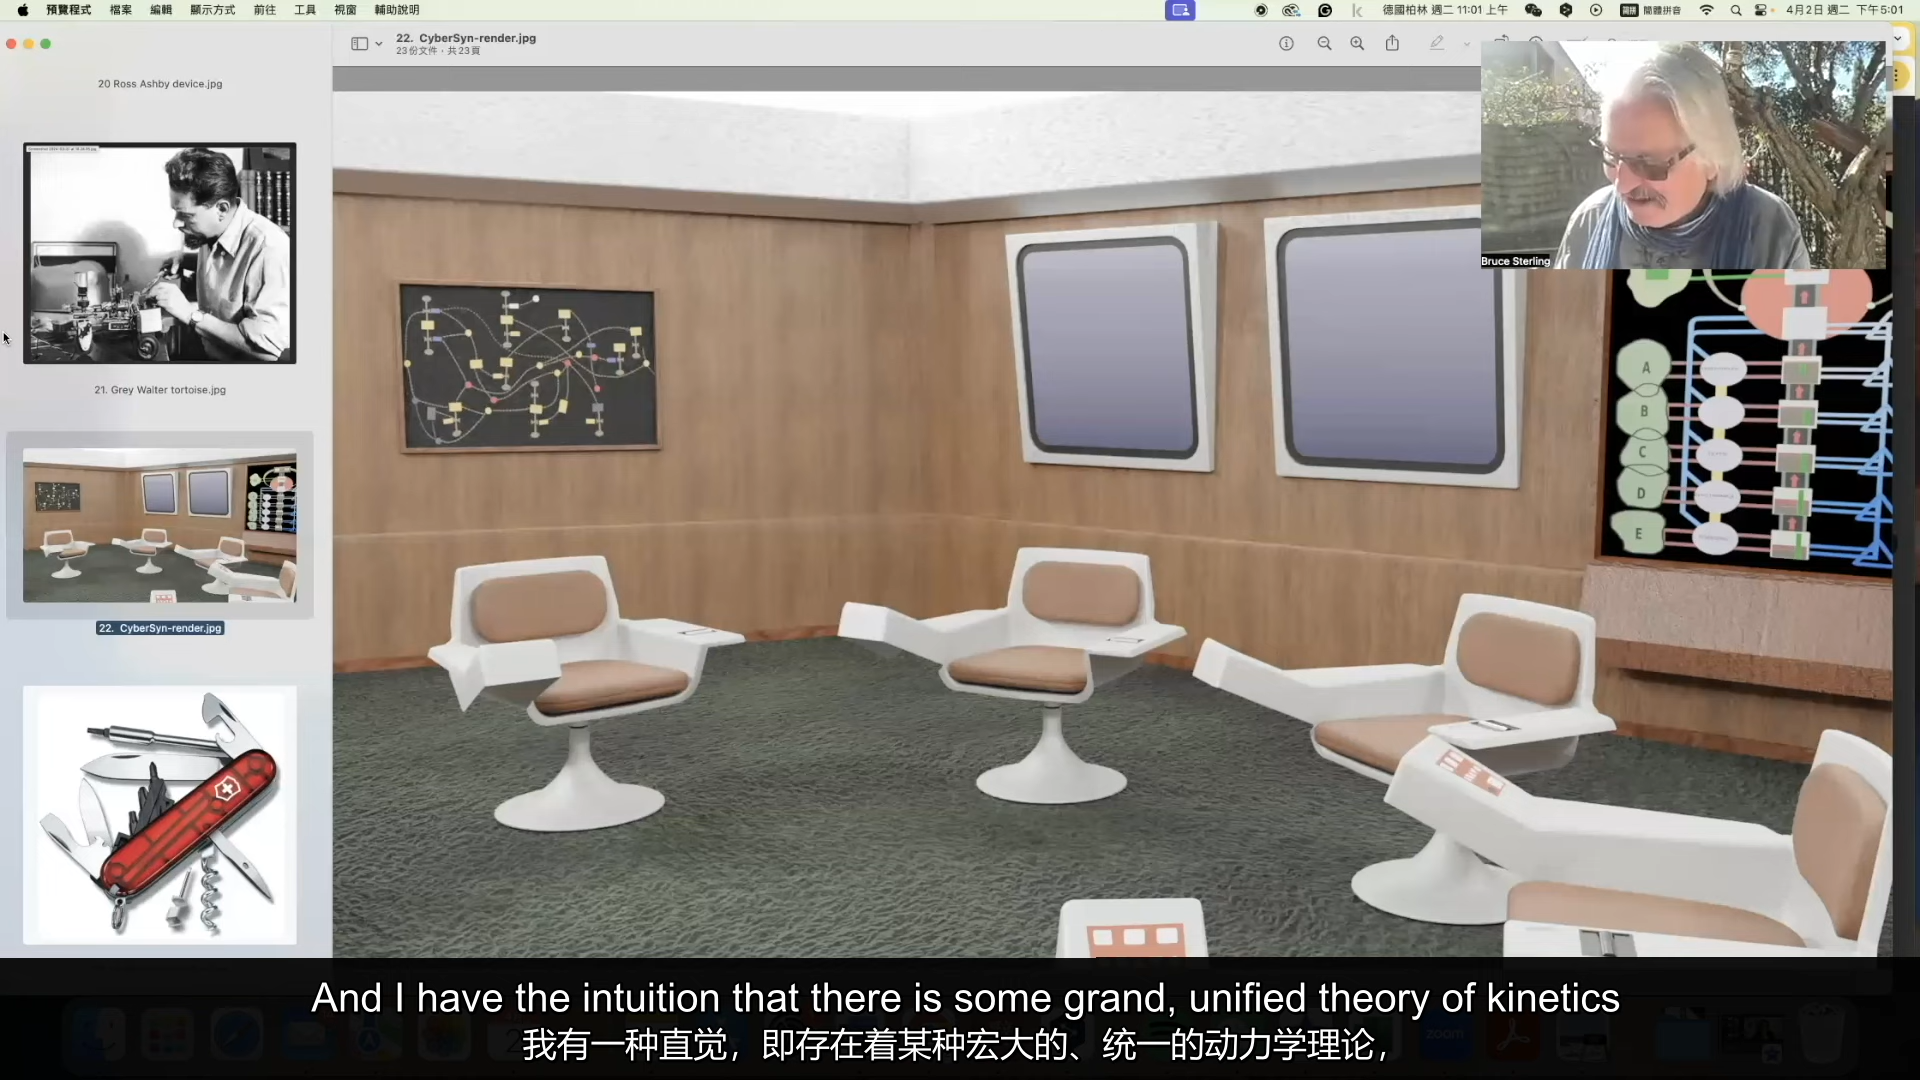 預覽程式 檔案 編輯 顯示方式 前往 工具 視窗 輔助說明
德國柏林 週二 11:01 上午 簡體拼音 4月2日 週二 下午5:01
22. CyberSyn-render.jpg
23份文件・共23頁
20 Ross Ashby device.jpg
21. Grey Walter tortoise.jpg
22. CyberSyn-render.jpg
Bruce Sterling
A
B
C
D
E
And I have the intuition that there is some grand, unified theory of kinetics
我有一种直觉，即存在着某种宏大的、统一的动力学理论，
zoom